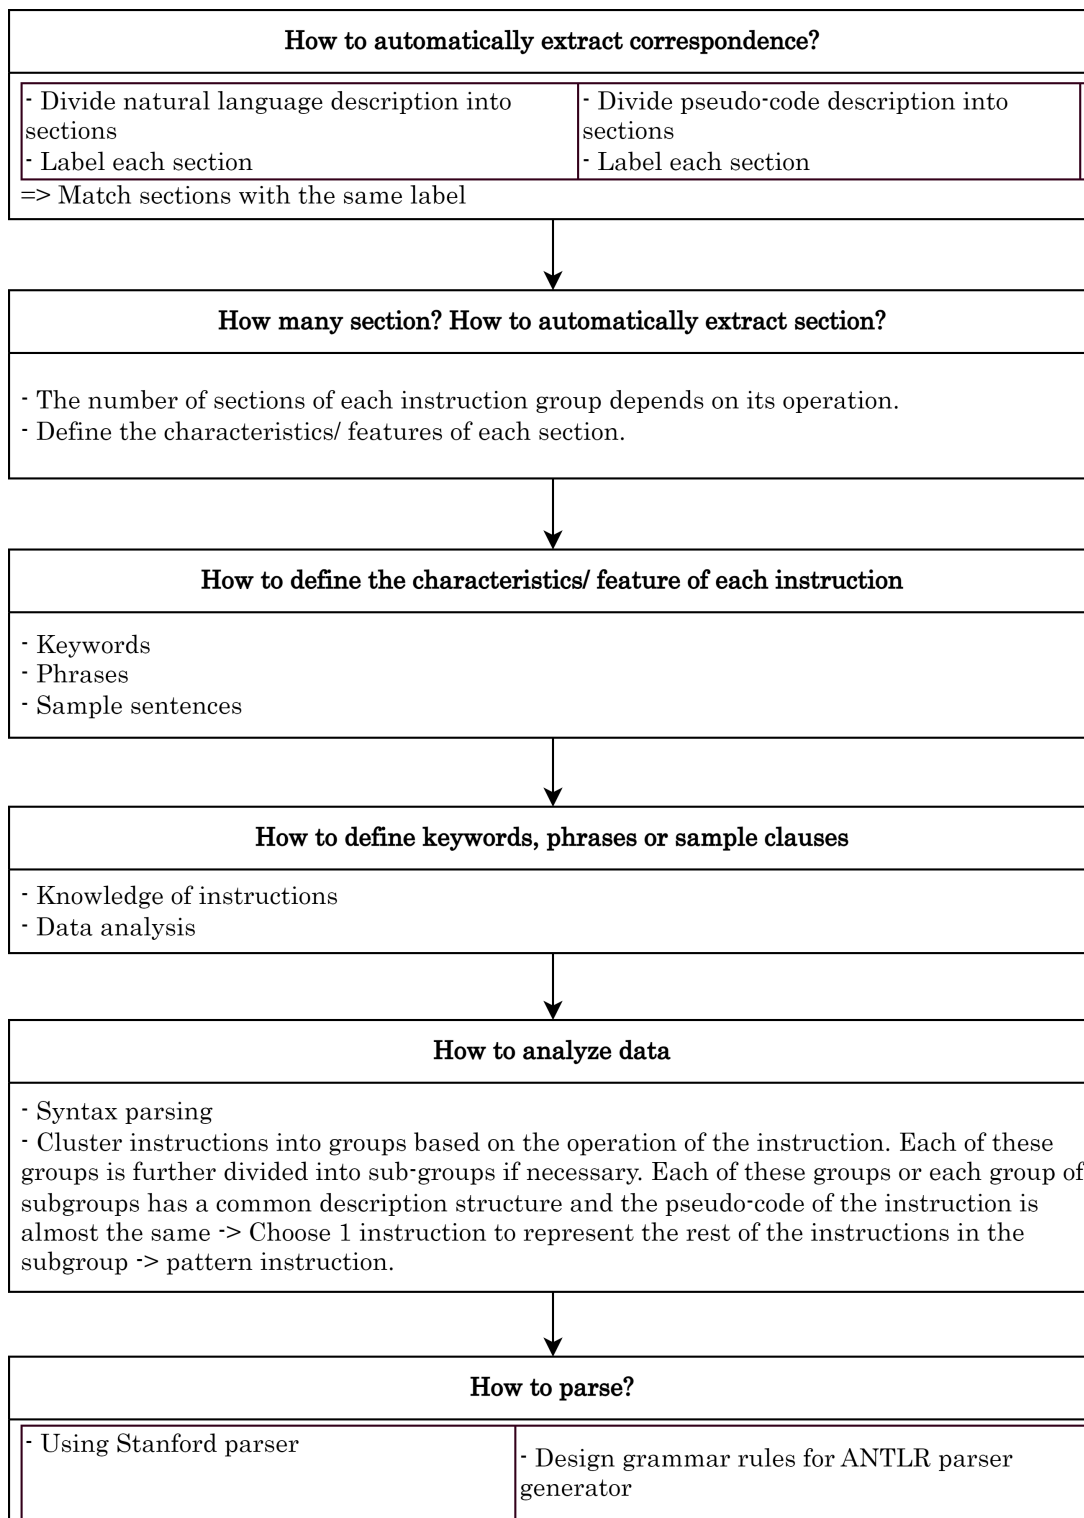 How to automatically extract correspondence?
- Divide natural language description into
sections
- Label each section
- Divide pseudo-code description into
sections
- Label each section
=> Match sections with the same label
How many section? How to automatically extract section?
- The number of sections of each instruction group depends on its operation.
- Define the characteristics/ features of each section.
How to define the characteristics/ feature of each instruction
- Keywords
- Phrases
- Sample sentences
How to define keywords, phrases or sample clauses
- Knowledge of instructions
- Data analysis
How to analyze data
- Syntax parsing
- Cluster instructions into groups based on the operation of the instruction. Each of these
groups is further divided into sub-groups if necessary. Each of these groups or each group of
subgroups has a common description structure and the pseudo-code of the instruction is
almost the same -> Choose 1 instruction to represent the rest of the instructions in the
subgroup -> pattern instruction.
How to parse?
- Using Stanford parser
- Design grammar rules for ANTLR parser
generator